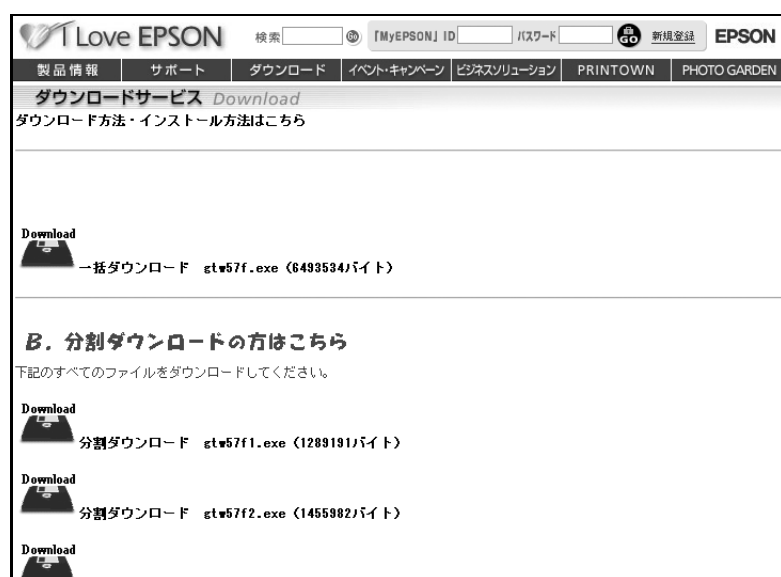 I Love EPSON 検索 GO 「MyEPSON」ID パスワード GO 新規登録 EPSON
製品情報 サポート ダウンロード イベント・キャンペーン ビジネスソリューション PRINTOWN PHOTO GARDEN
ダウンロードサービス Download
ダウンロード方法・インストール方法はこちら
Download
一括ダウンロード gtw57f.exe (6493534バイト)
B. 分割ダウンロードの方はこちら
下記のすべてのファイルをダウンロードしてください。
Download
分割ダウンロード gtw57f1.exe (1289191バイト)
Download
分割ダウンロード gtw57f2.exe (1455982バイト)
Download